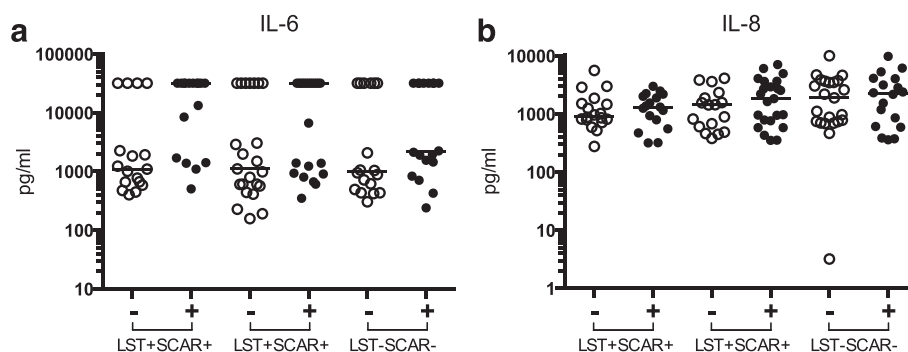 a
IL-6
pg/ml
100000
10000
1000
100
10
- + - + - +
LST+SCAR+ LST+SCAR+ LST-SCAR-
b
IL-8
pg/ml
10000
1000
100
10
1
- + - + - +
LST+SCAR+ LST+SCAR+ LST-SCAR-